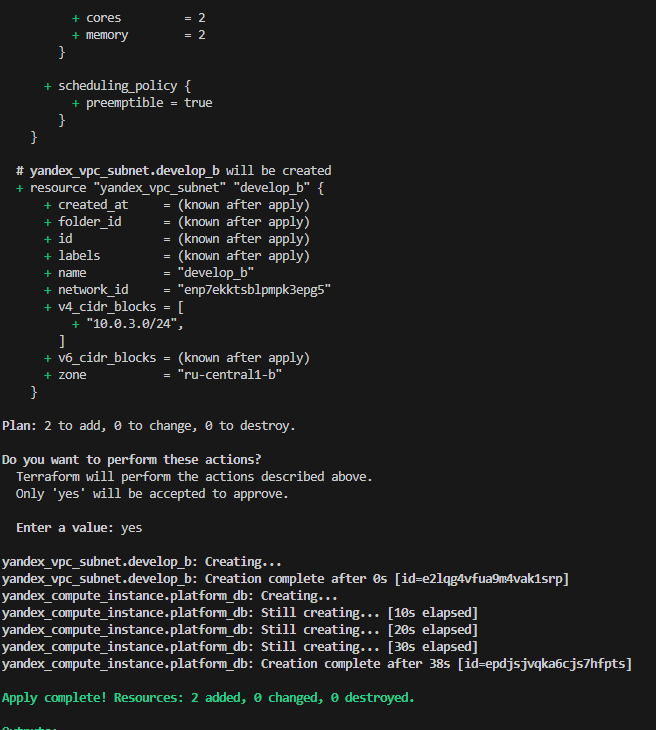 + cores         = 2
+ memory        = 2
}
+ scheduling_policy {
+ preemptible = true
}
}
# yandex_vpc_subnet.develop_b will be created
+ resource "yandex_vpc_subnet" "develop_b" {
+ created_at     = (known after apply)
+ folder_id      = (known after apply)
+ id             = (known after apply)
+ labels         = (known after apply)
+ name           = "develop_b"
+ network_id     = "enp7ekktsblpmpk3epg5"
+ v4_cidr_blocks = [
+ "10.0.3.0/24",
]
+ v6_cidr_blocks = (known after apply)
+ zone           = "ru-central1-b"
}
Plan: 2 to add, 0 to change, 0 to destroy.
Do you want to perform these actions?
Terraform will perform the actions described above.
Only 'yes' will be accepted to approve.
Enter a value: yes
yandex_vpc_subnet.develop_b: Creating...
yandex_vpc_subnet.develop_b: Creation complete after 0s [id=e2lqg4vfua9m4vak1srp]
yandex_compute_instance.platform_db: Creating...
yandex_compute_instance.platform_db: Still creating... [10s elapsed]
yandex_compute_instance.platform_db: Still creating... [20s elapsed]
yandex_compute_instance.platform_db: Still creating... [30s elapsed]
yandex_compute_instance.platform_db: Creation complete after 38s [id=epdjsjvqka6cjs7hfpts]
Apply complete! Resources: 2 added, 0 changed, 0 destroyed.